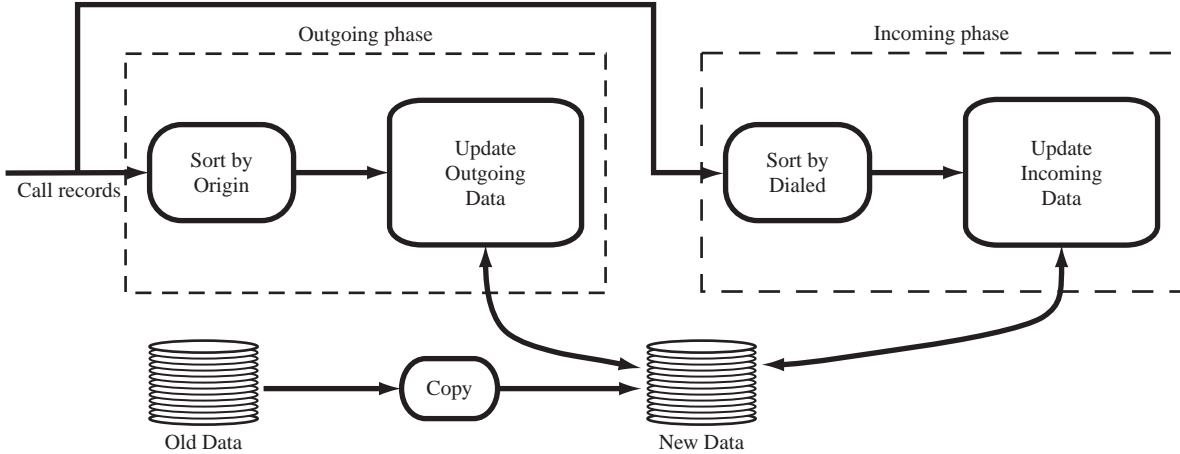 Outgoing phase
Incoming phase
Sort by
Origin
Update
Outgoing
Data
Sort by
Dialed
Update
Incoming
Data
Call records
Copy
Old Data
New Data